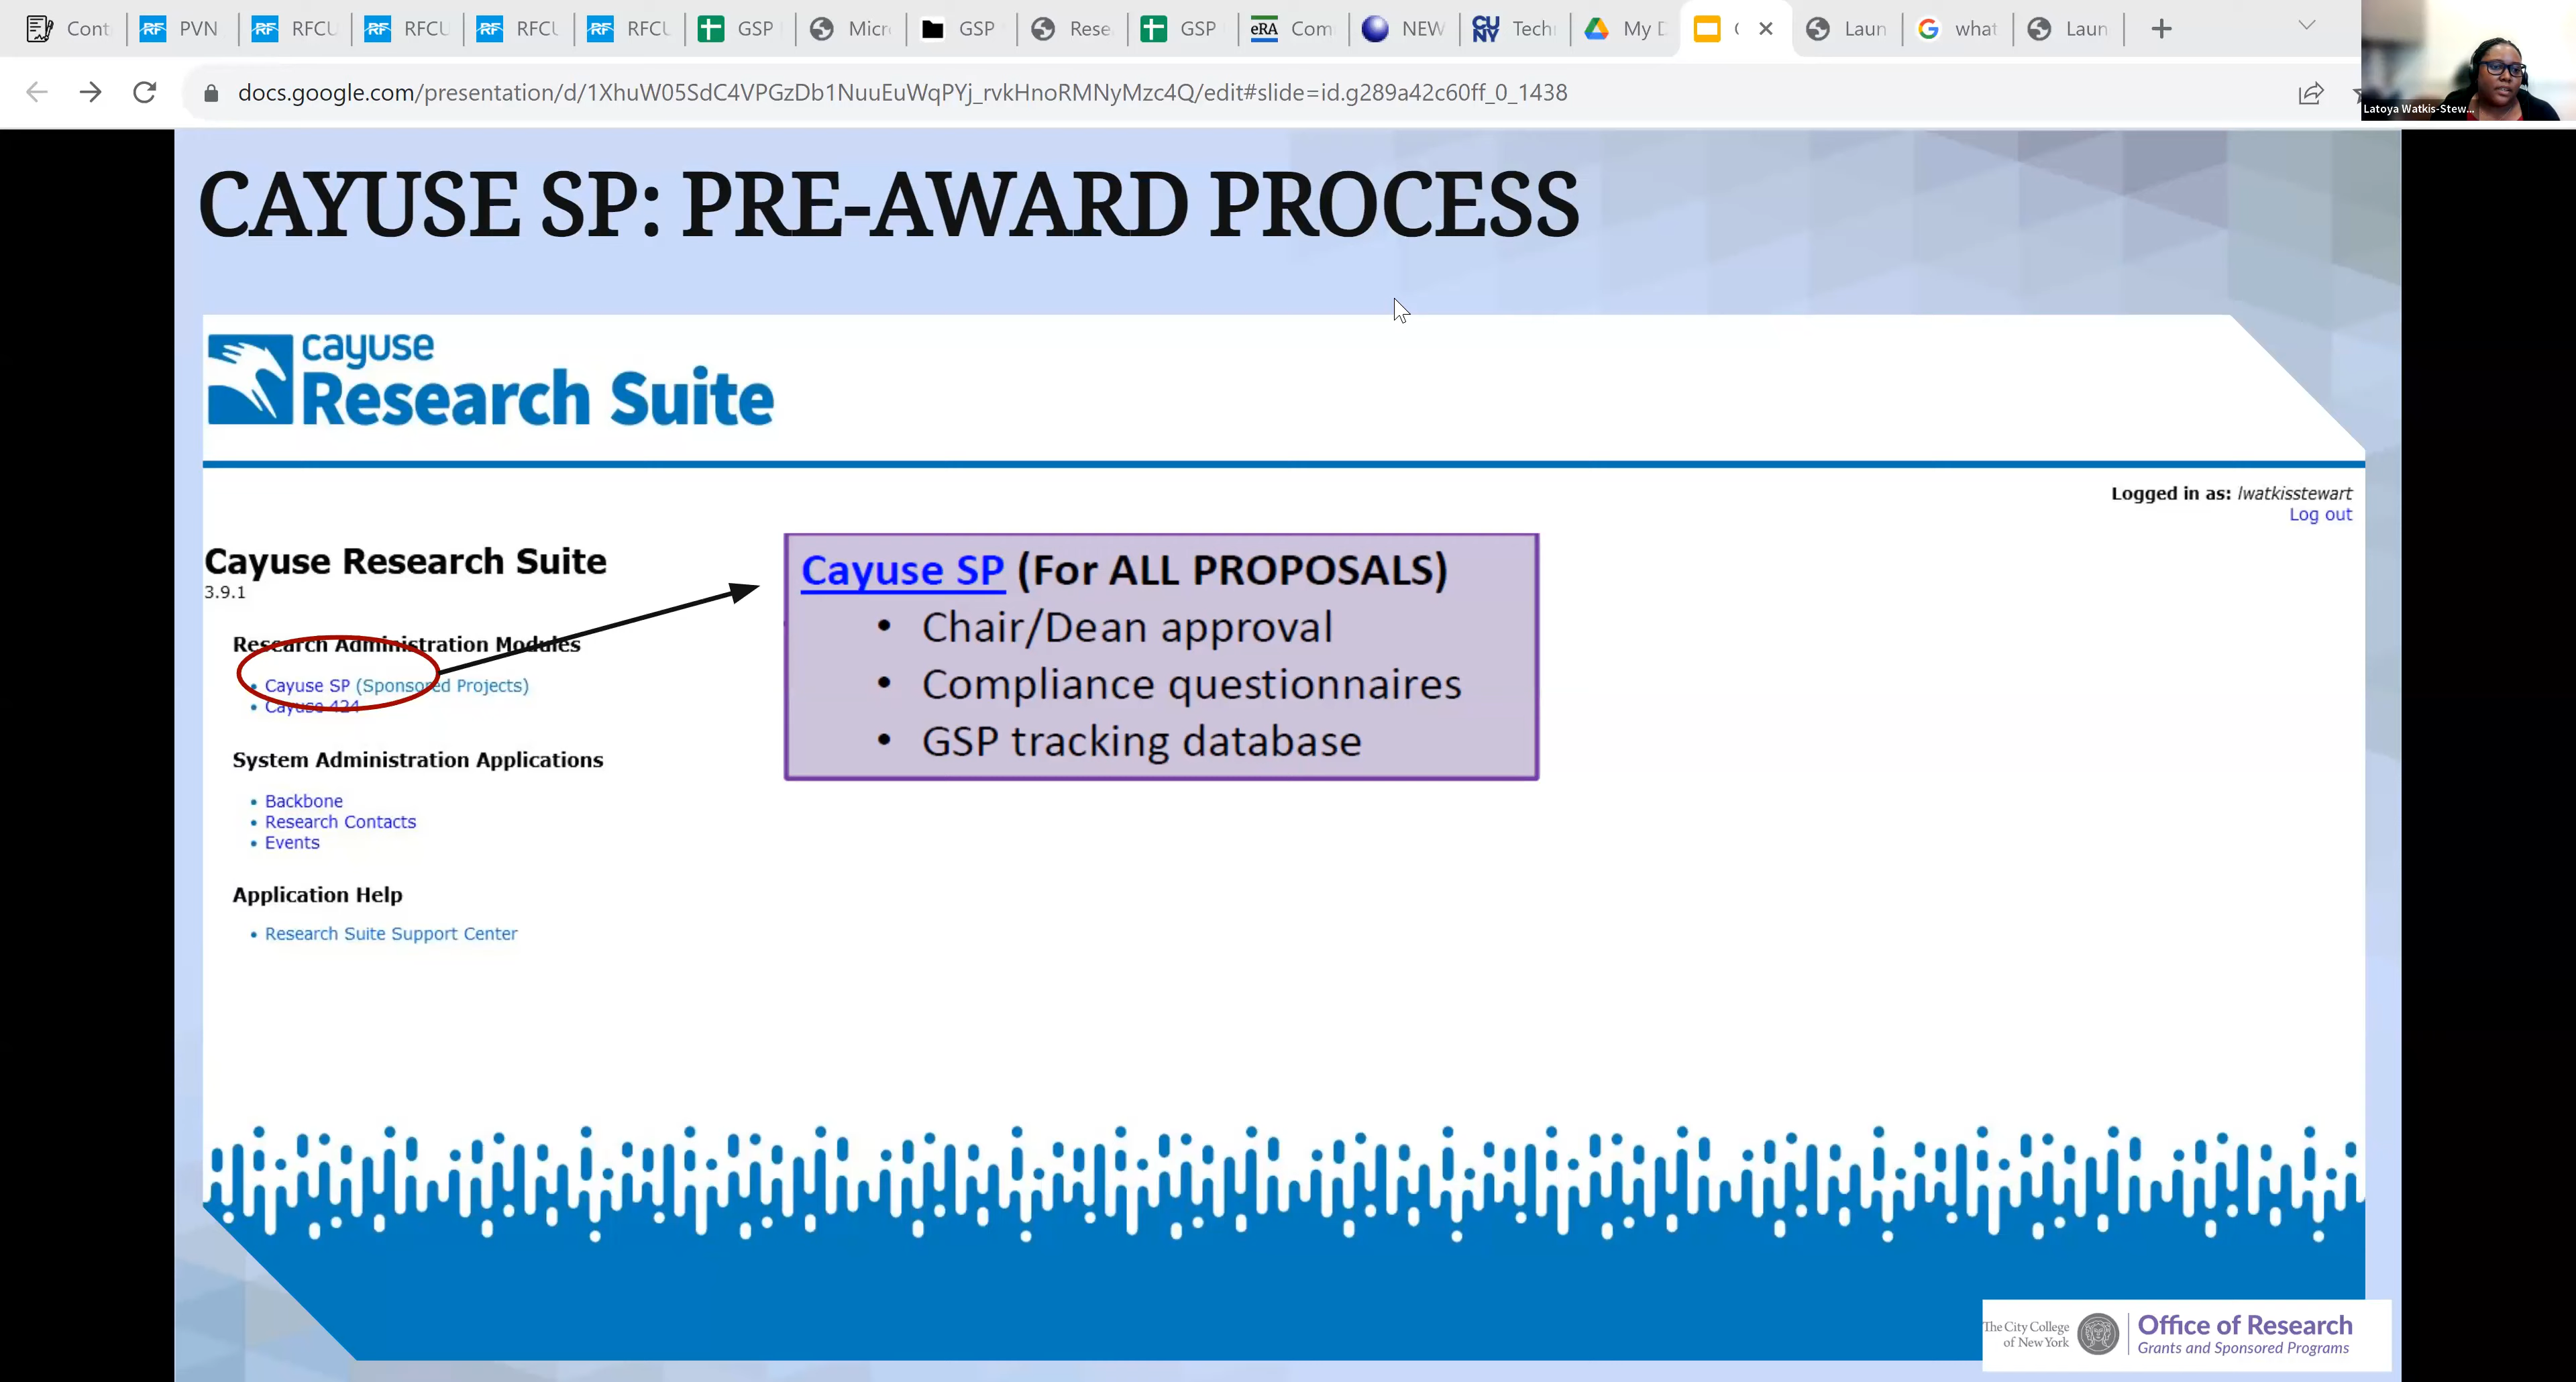 Cont
PVN
RFCU
RFCU
RFCU
RFCU
GSP
Micr
GSP
Rese
GSP
eRA Com
NEW
CU NY Tech
My D
Laun
what
Laun
docs.google.com/presentation/d/1XhuW05SdC4VPGzDb1NuuEuWqPYj_rvkHnoRMNyMzc4Q/edit#slide=id.g289a42c60ff_0_1438
Latoya Watkis-Stew...
CAYUSE SP: PRE-AWARD PROCESS
cayuse
Research Suite
Logged in as: lwatkisstewart
Log out
Cayuse Research Suite
3.9.1
Research Administration Modules
• Cayuse SP (Sponsored Projects)
• Cayuse 424
System Administration Applications
• Backbone
• Research Contacts
• Events
Application Help
• Research Suite Support Center
Cayuse SP (For ALL PROPOSALS)
• Chair/Dean approval
• Compliance questionnaires
• GSP tracking database
The City College
of New York
Office of Research
Grants and Sponsored Programs